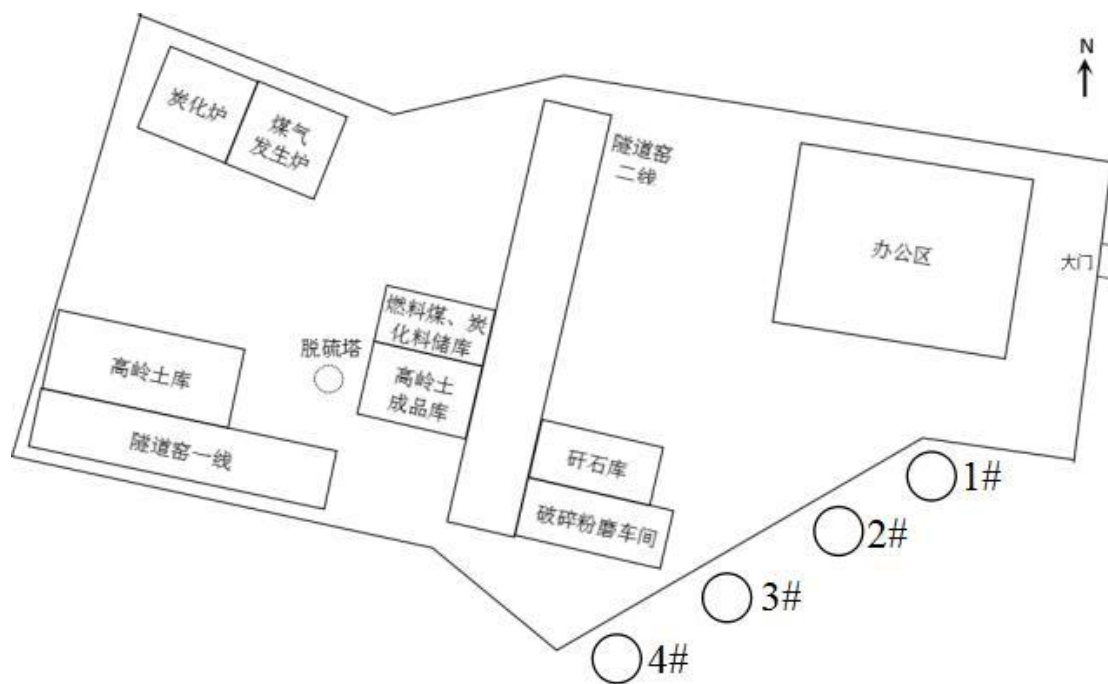 N
炭化炉
煤气
发生炉
隧道窑
二线
办公区
大门
燃料煤、炭
化料储库
脱硫塔
高岭土
成品库
高岭土库
隧道窑一线
矸石库
破碎粉磨车间
1#
2#
3#
4#